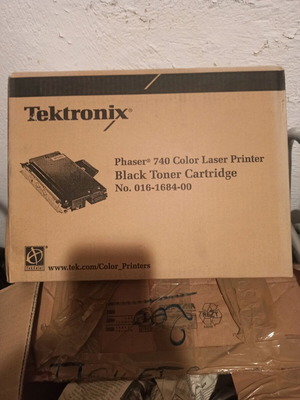 Tektronix®
Phaser® 740 Color Laser Printer
Black Toner Cartridge
No. 016-1684-00
www.tek.com/Color_Printers